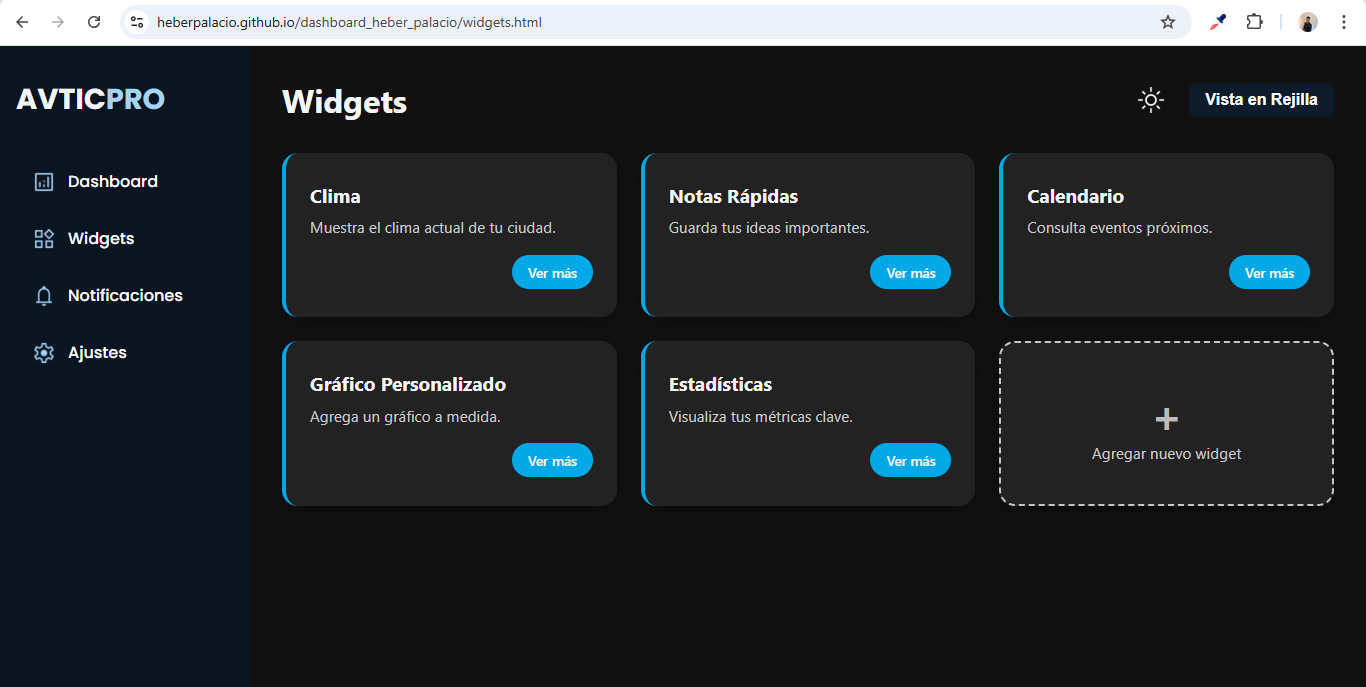 heberpalacio.github.io/dashboard_heber_palacio/widgets.html
AVTICPRO
Dashboard
Widgets
Notificaciones
Ajustes
Widgets
Vista en Rejilla
Clima
Muestra el clima actual de tu ciudad.
Ver más
Notas Rápidas
Guarda tus ideas importantes.
Ver más
Calendario
Consulta eventos próximos.
Ver más
Gráfico Personalizado
Agrega un gráfico a medida.
Ver más
Estadísticas
Visualiza tus métricas clave.
Ver más
+
Agregar nuevo widget